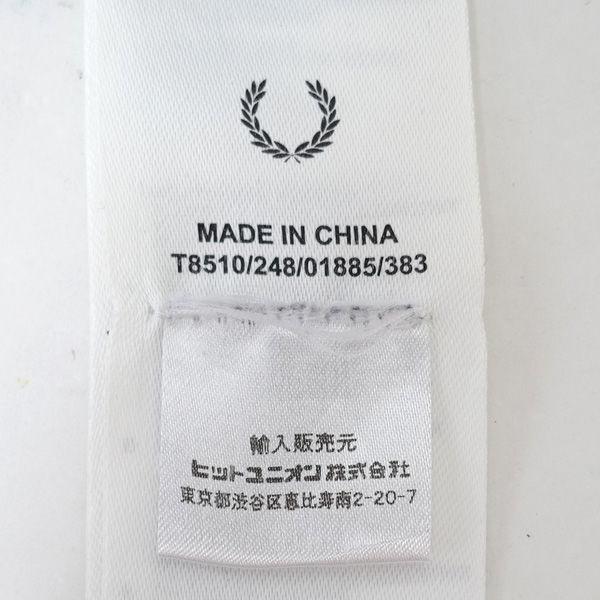 MADE IN CHINA
T8510/248/01885/383
輸入販売元
ヒットユニオン株式会社
東京都渋谷区恵比寿南2-20-7